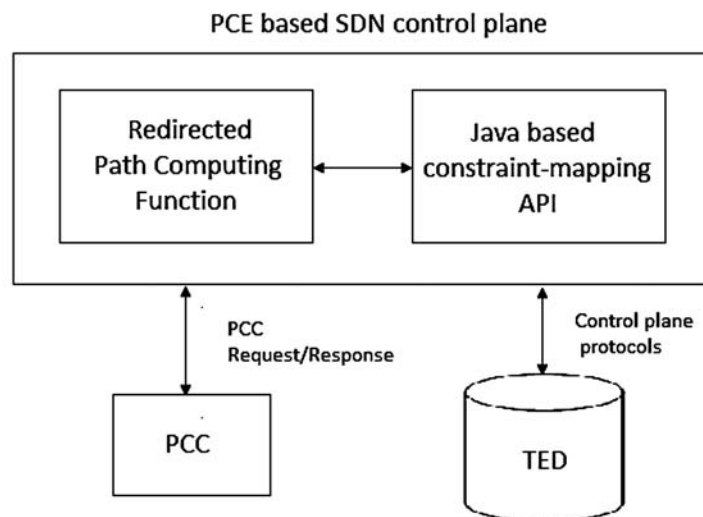 PCE based SDN control plane
Redirected
Path Computing
Function
Java based
constraint-mapping
API
PCC
Request/Response
Control plane
protocols
PCC
TED